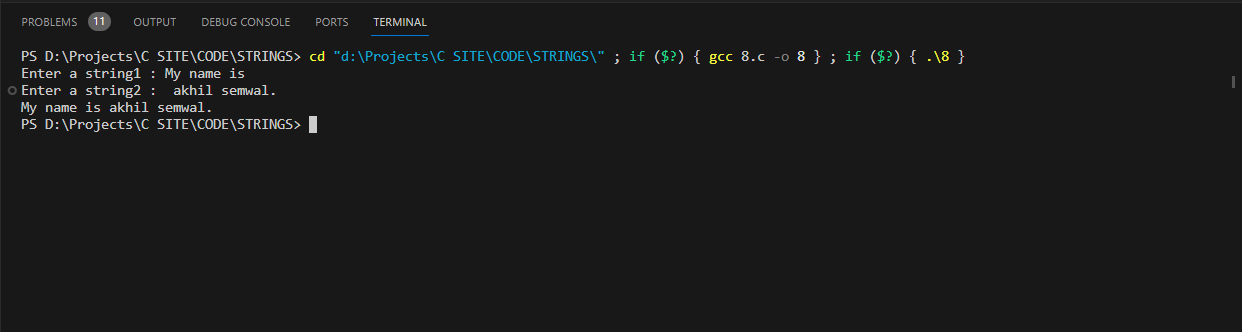 PROBLEMS 11 OUTPUT DEBUG CONSOLE PORTS TERMINAL
PS D:\Projects\C SITE\CODE\STRINGS> cd "d:\Projects\C SITE\CODE\STRINGS\" ; if ($?) { gcc 8.c -o 8 } ; if ($?) { .\8 }
Enter a string1 : My name is
Enter a string2 :  akhil semwal.
My name is akhil semwal.
PS D:\Projects\C SITE\CODE\STRINGS>